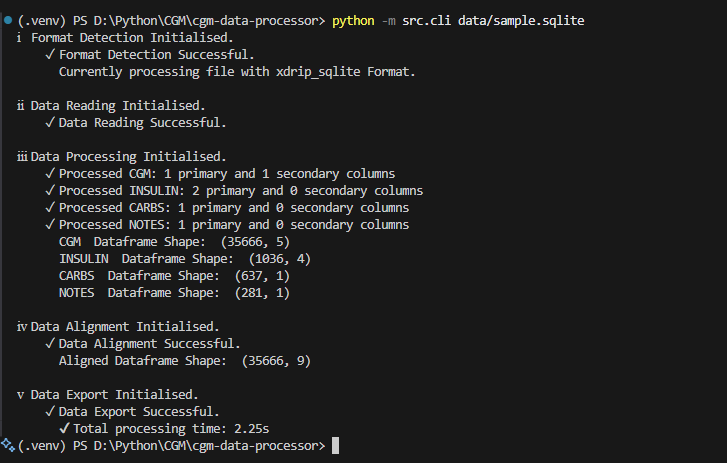 (.venv) PS D:\Python\CGM\cgm-data-processor> python -m src.cli data/sample.sqlite
ⅰ Format Detection Initialised.
✓ Format Detection Successful.
Currently processing file with xdrip_sqlite Format.
ⅱ Data Reading Initialised.
✓ Data Reading Successful.
ⅲ Data Processing Initialised.
✓ Processed CGM: 1 primary and 1 secondary columns
✓ Processed INSULIN: 2 primary and 0 secondary columns
✓ Processed CARBS: 1 primary and 0 secondary columns
✓ Processed NOTES: 1 primary and 0 secondary columns
CGM  Dataframe Shape:  (35666, 5)
INSULIN  Dataframe Shape:  (1036, 4)
CARBS  Dataframe Shape:  (637, 1)
NOTES  Dataframe Shape:  (281, 1)
ⅳ Data Alignment Initialised.
✓ Data Alignment Successful.
Aligned Dataframe Shape:  (35666, 9)
ⅴ Data Export Initialised.
✓ Data Export Successful.
✔ Total processing time: 2.25s
(.venv) PS D:\Python\CGM\cgm-data-processor>